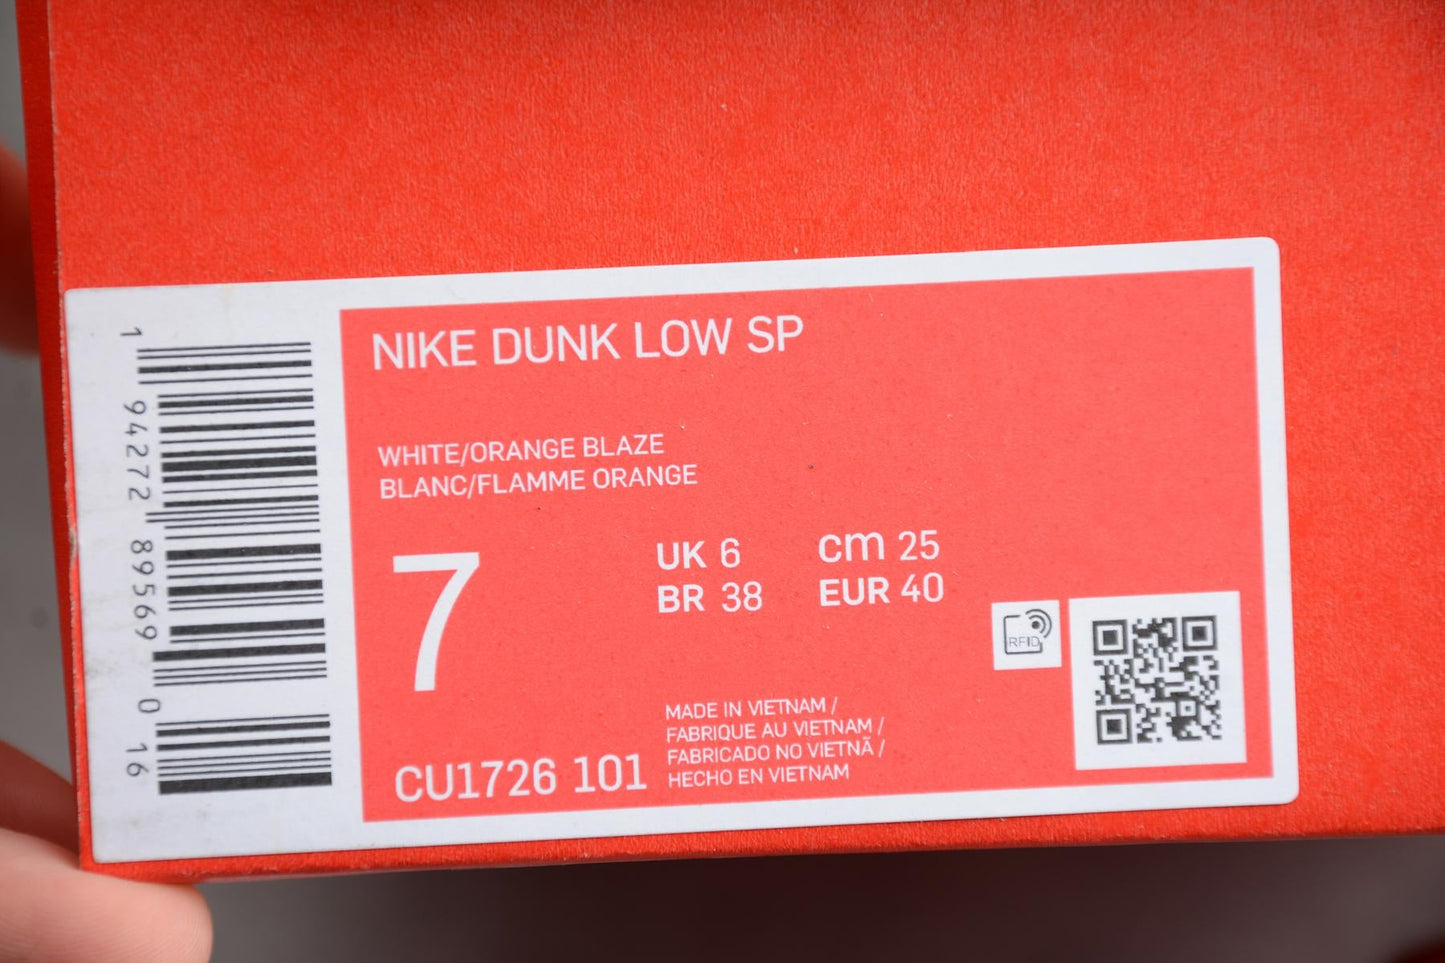 NIKE DUNK LOW SP
WHITE/ORANGE BLAZE
BLANC/FLAMME ORANGE
7
UK 6
cm 25
BR 38
EUR 40
RFID
MADE IN VIETNAM /
FABRIQUE AU VIETNAM /
FABRICADO NO VIETNÃ /
HECHO EN VIETNAM
CU1726 101
1 94272 89569 0 16